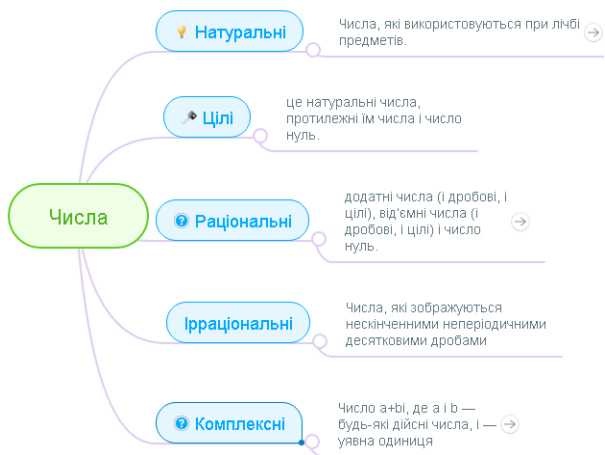 Числа
Натуральні
Числа, які використовуються при лічбі
предметів.
Цілі
це натуральні числа,
протилежні їм числа і число
нуль.
Раціональні
додатні числа (і дробові, і
цілі), від'ємні числа (і
дробові, і цілі) і число
нуль.
Ірраціональні
Числа, які зображуються
нескінченними неперіодичними
десятковими дробами
Комплексні
Число a+bi, де a і b —
будь-які дійсні числа, i —
уявна одиниця